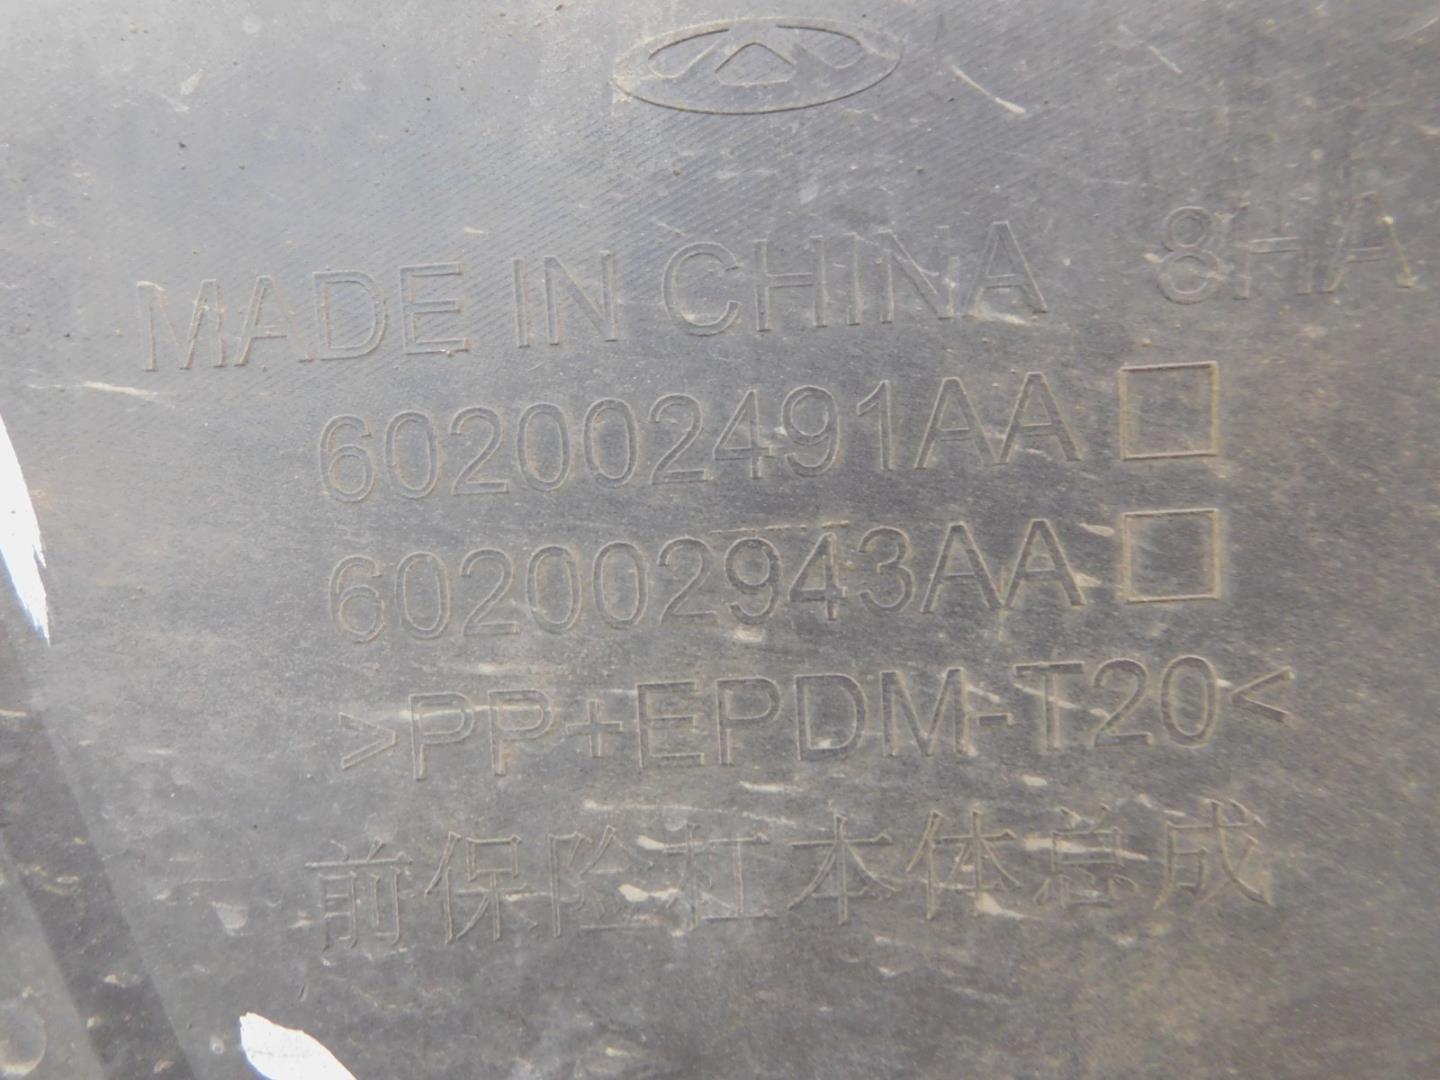 MADE IN CHINA 8HA
602002491AA □
602002943AA □
>PP+EPDM-T20<
前保险杠本体总成